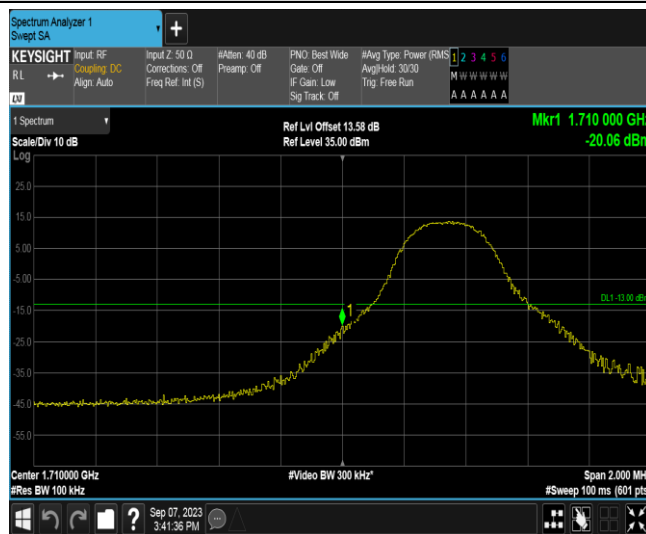 Spectrum Analyzer 1
Swept SA
KEYSIGHT
RL
LXI
Input: RF
Coupling: DC
Align: Auto
Input Z: 50 Ω
Corrections: Off
Freq Ref: Int (S)
#Atten: 40 dB
Preamp: Off
PNO: Best Wide
Gate: Off
IF Gain: Low
Sig Track: Off
#Avg Type: Power (RMS
Avg|Hold: 30/30
Trig: Free Run
1 2 3 4 5 6
M W W W W W
A A A A A A
1 Spectrum
Scale/Div 10 dB
Log
Ref Lvl Offset 13.58 dB
Ref Level 35.00 dBm
Mkr1 1.710 000 GHz
-20.06 dBm
25.0
15.0
5.00
-5.00
-15.0
-25.0
-35.0
-45.0
-55.0
DL1 -13.00 dBm
1
Center 1.710000 GHz
#Res BW 100 kHz
#Video BW 300 kHz*
Span 2.000 MH
#Sweep 100 ms (601 pts
?
Sep 07, 2023
3:41:36 PM